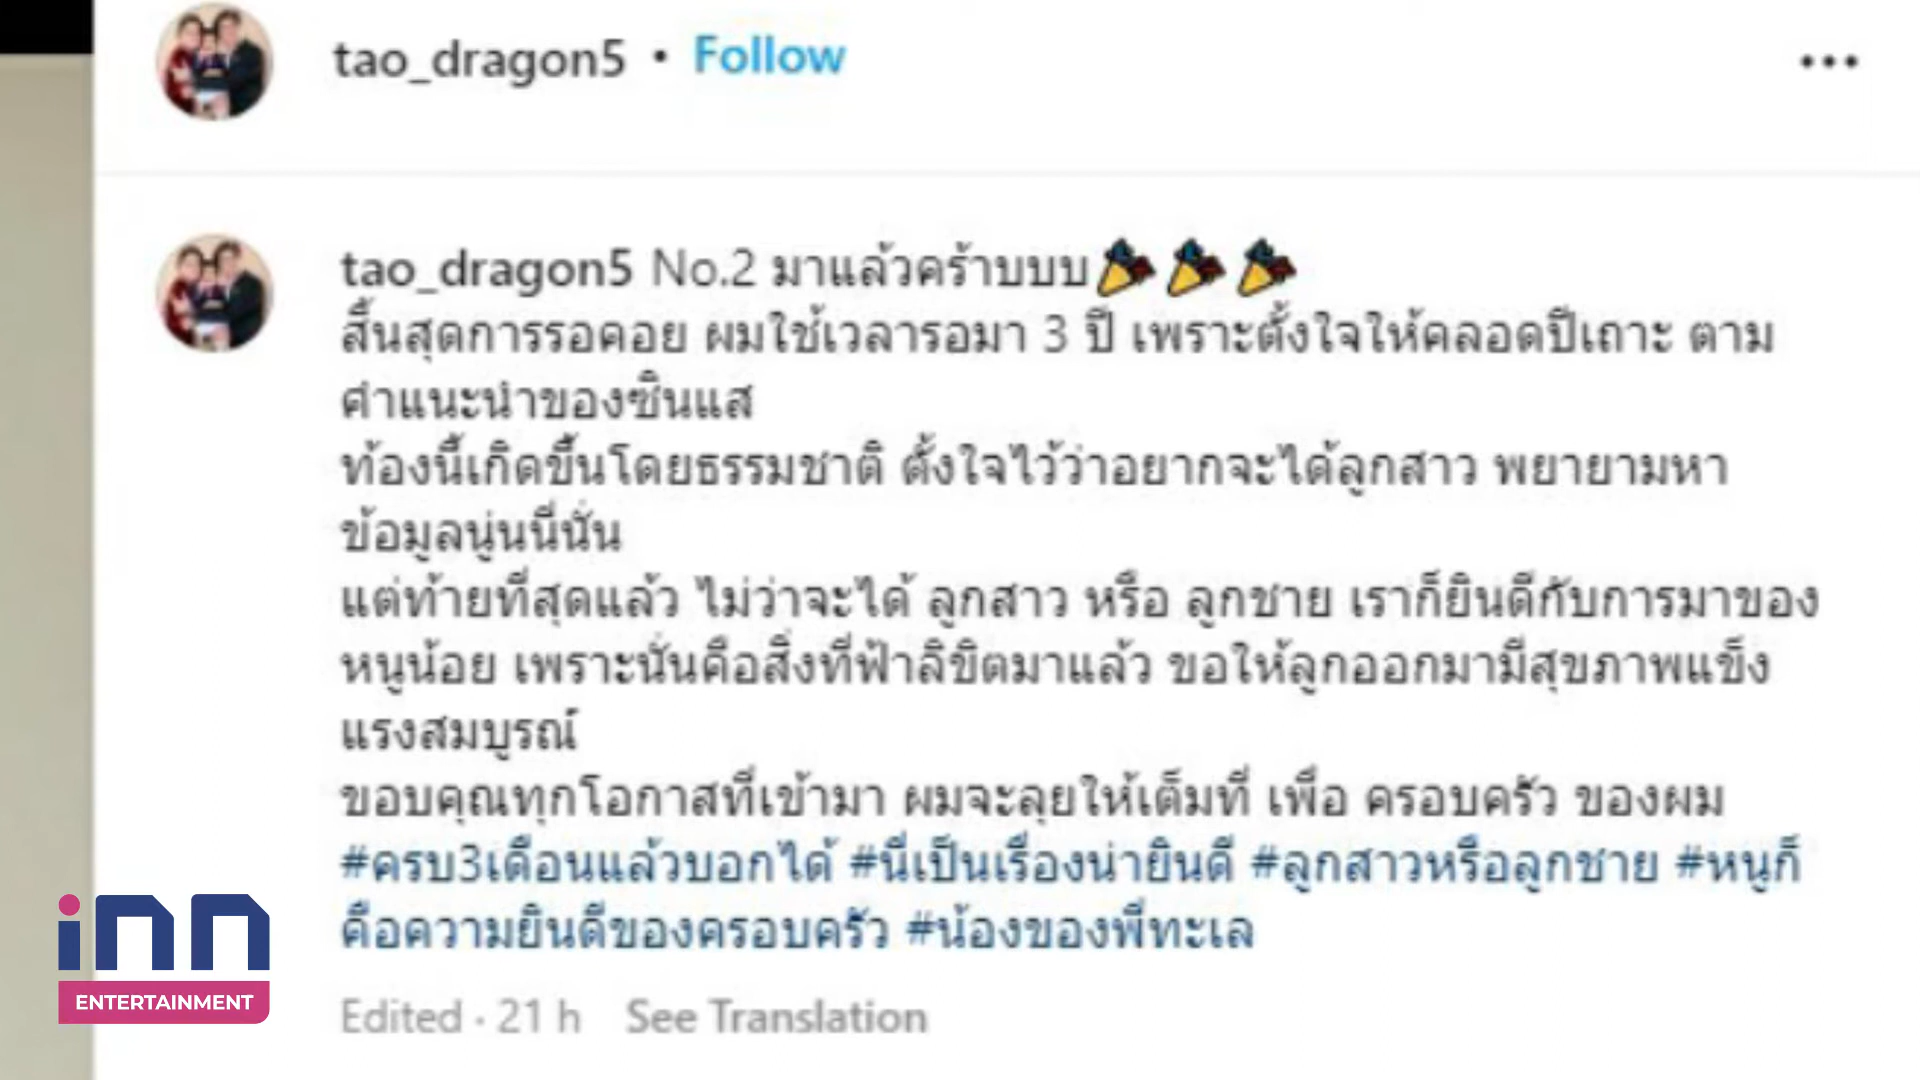 tao_dragon5 • Follow
tao_dragon5 No.2 มาแล้วคร้าบบบ🎉🎉🎉
สิ้นสุดการรอคอย ผมใช้เวลารอมา 3 ปี เพราะตั้งใจให้คลอดปีเถาะ ตาม
คำแนะนำของซินแส
ท้องนี้เกิดขึ้นโดยธรรมชาติ ตั้งใจไว้ว่าอยากจะได้ลูกสาว พยายามหา
ข้อมูลนู่นนี่นั่น
แต่ท้ายที่สุดแล้ว ไม่ว่าจะได้ ลูกสาว หรือ ลูกชาย เราก็ยินดีกับการมาของ
หนูน้อย เพราะนั่นคือสิ่งที่ฟ้าลิขิตมาแล้ว ขอให้ลูกออกมามีสุขภาพแข็ง
แรงสมบูรณ์
ขอบคุณทุกโอกาสที่เข้ามา ผมจะลุยให้เต็มที่ เพื่อ ครอบครัว ของผม
#ครบ3เดือนแล้วบอกได้ #นี่เป็นเรื่องน่ายินดี #ลูกสาวหรือลูกชาย #หนูก็
คือความยินดีของครอบครัว #น้องของพี่ทะเล
Edited · 21 h See Translation
inn
ENTERTAINMENT